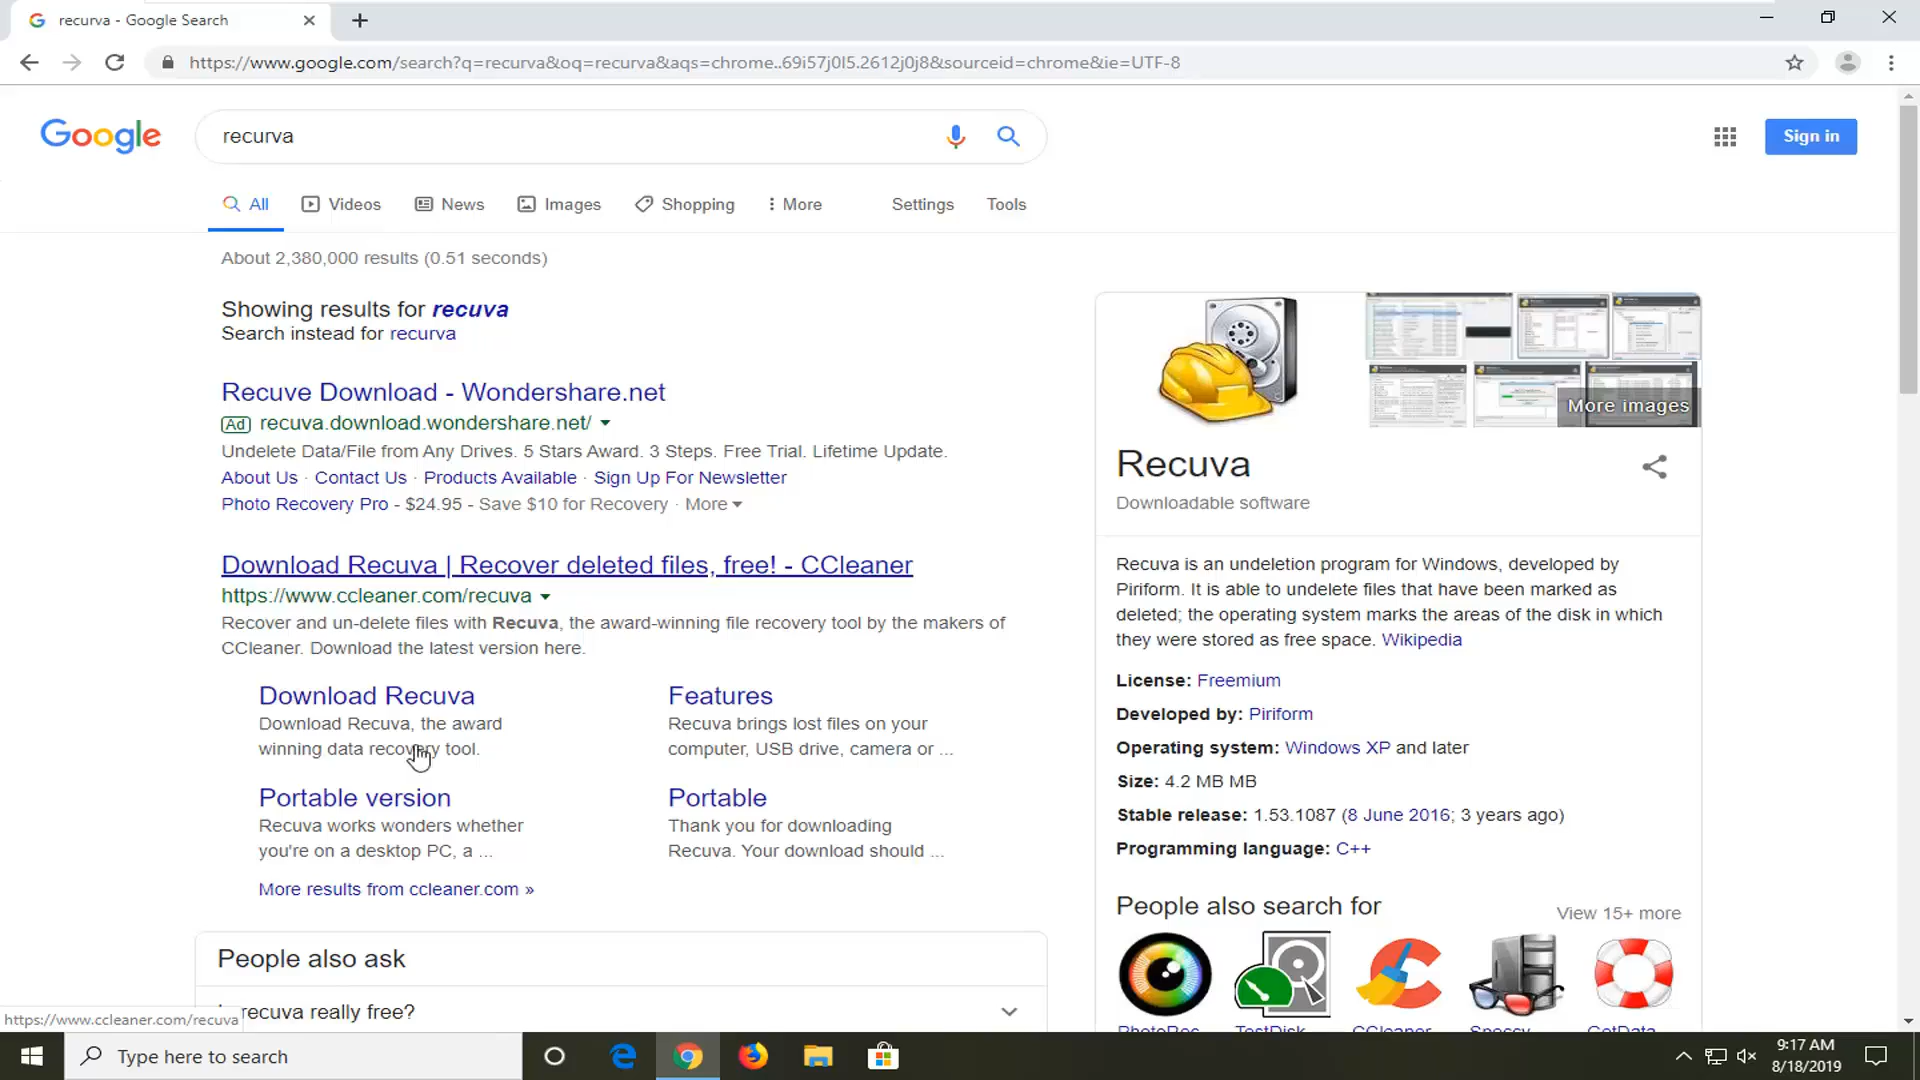 recurva - Google Search
https://www.google.com/search?q=recurva&oq=recurva&aqs=chrome..69i57j0l5.2612j0j8&sourceid=chrome&ie=UTF-8
Google
recurva
Sign in
All
Videos
News
Images
Shopping
More
Settings
Tools
About 2,380,000 results (0.51 seconds)
Showing results for recuva
Search instead for recurva
Recuve Download - Wondershare.net
Ad recuva.download.wondershare.net/
Undelete Data/File from Any Drives. 5 Stars Award. 3 Steps. Free Trial. Lifetime Update.
About Us · Contact Us · Products Available · Sign Up For Newsletter
Photo Recovery Pro - $24.95 - Save $10 for Recovery · More
Download Recuva | Recover deleted files, free! - CCleaner
https://www.ccleaner.com/recuva
Recover and un-delete files with Recuva, the award-winning file recovery tool by the makers of
CCleaner. Download the latest version here.
Download Recuva
Download Recuva, the award
winning data recovery tool.
Features
Recuva brings lost files on your
computer, USB drive, camera or ...
Portable version
Recuva works wonders whether
you're on a desktop PC, a ...
Portable
Thank you for downloading
Recuva. Your download should ...
More results from ccleaner.com »
People also ask
recuva really free?
More images
Recuva
Downloadable software
Recuva is an undeletion program for Windows, developed by
Piriform. It is able to undelete files that have been marked as
deleted; the operating system marks the areas of the disk in which
they were stored as free space. Wikipedia
License: Freemium
Developed by: Piriform
Operating system: Windows XP and later
Size: 4.2 MB MB
Stable release: 1.53.1087 (8 June 2016; 3 years ago)
Programming language: C++
People also search for
View 15+ more
PhotoRec
TestDisk
CCleaner
Speccy
GetData
https://www.ccleaner.com/recuva
Type here to search
9:17 AM
8/18/2019